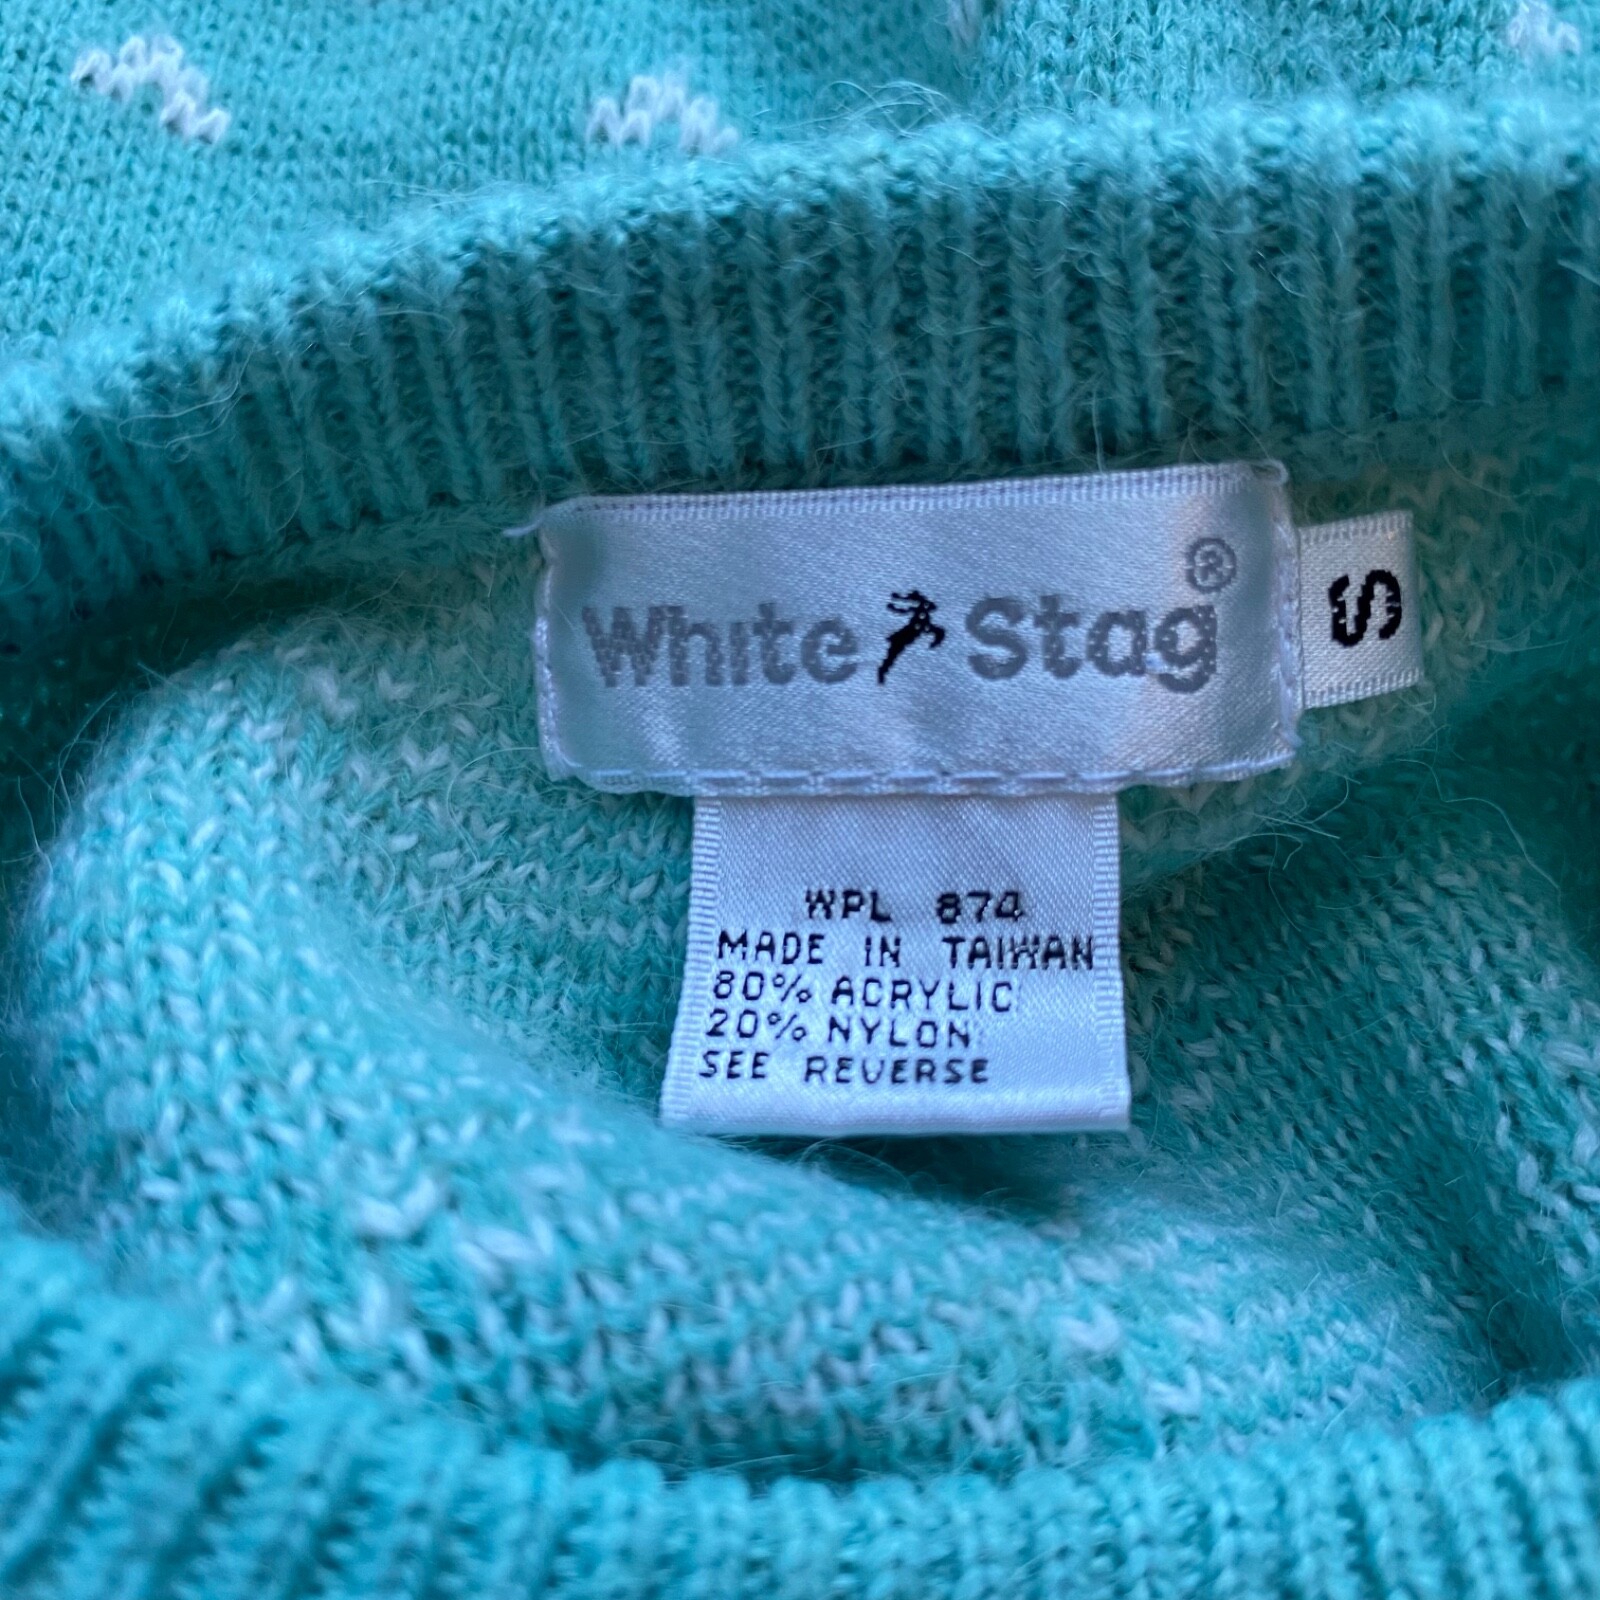 White Stag®
S
WPL 874
MADE IN TAIWAN
80% ACRYLIC
20% NYLON
SEE REVERSE